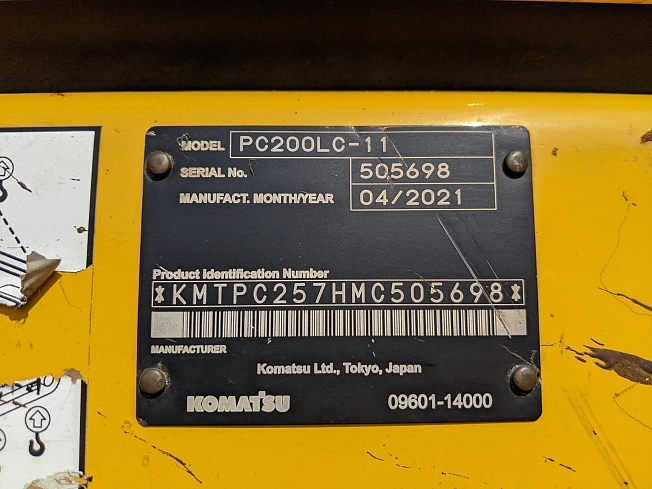 MODEL PC200LC-11
SERIAL No. 505698
MANUFACT. MONTH/YEAR 04/2021
Product Identification Number
*KMTPC257HMC505698*
MANUFACTURER
Komatsu Ltd., Tokyo, Japan
KOMATSU 09601-14000